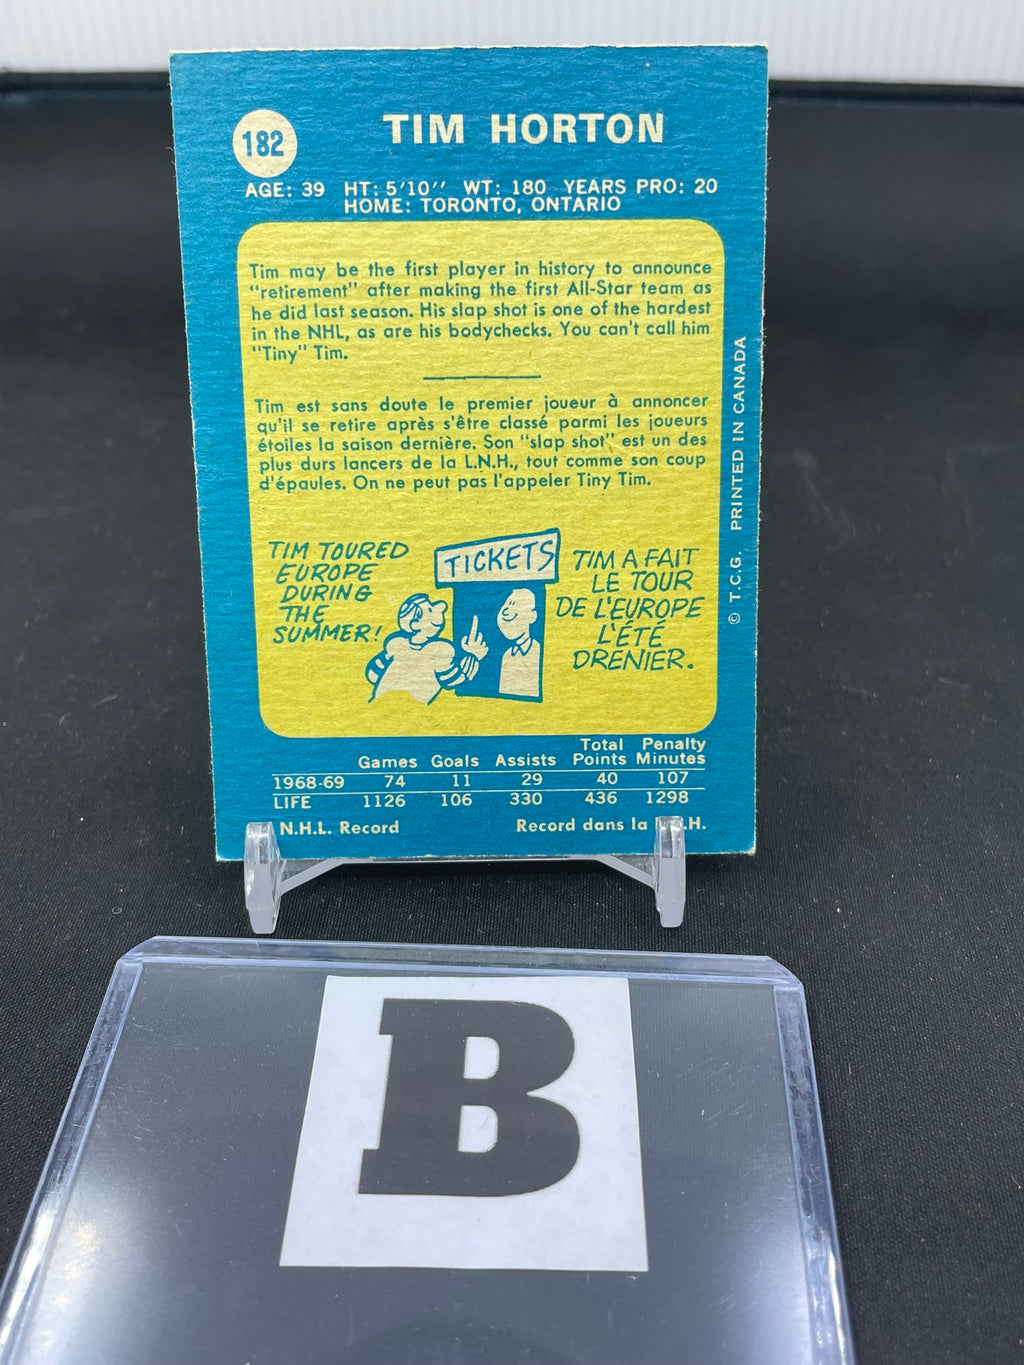 182
TIM HORTON
AGE: 39 HT: 5'10'' WT: 180 YEARS PRO: 20
HOME: TORONTO, ONTARIO
Tim may be the first player in history to announce
"retirement" after making the first All-Star team as
he did last season. His slap shot is one of the hardest
in the NHL, as are his bodychecks. You can't call him
"Tiny" Tim.
Tim est sans doute le premier joueur à annoncer
qu'il se retire après s'être classé parmi les joueurs
étoiles la saison dernière. Son "slap shot" est un des
plus durs lancers de la L.N.H., tout comme son coup
d'épaules. On ne peut pas l'appeler Tiny Tim.
TIM TOURED
EUROPE
DURING
THE
SUMMER!
TICKETS
TIM A FAIT
LE TOUR
DE L'EUROPE
L'ÉTÉ
DRENIER.
© T.C.G. PRINTED IN CANADA
Games Goals Assists Total Points Penalty Minutes
1968-69 74 11 29 40 107
LIFE 1126 106 330 436 1298
N.H.L. Record Record dans la .H.
B